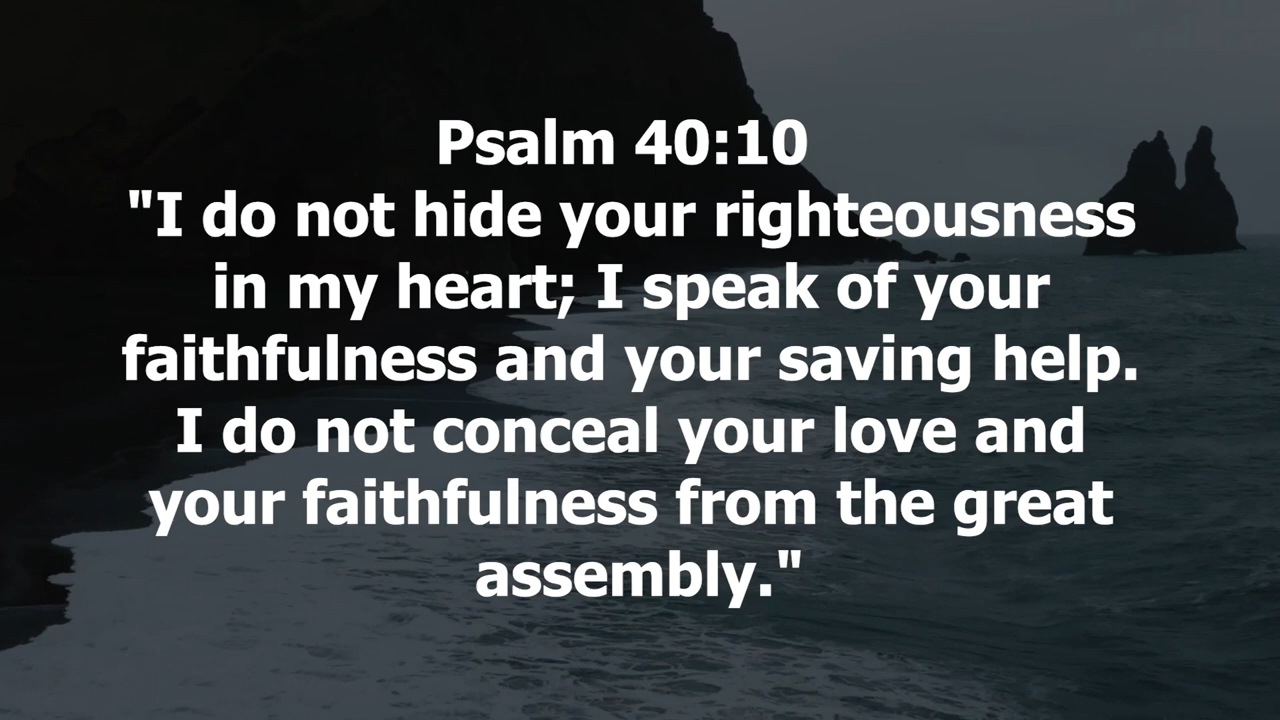 Psalm 40:10
"I do not hide your righteousness
in my heart; I speak of your
faithfulness and your saving help.
I do not conceal your love and
your faithfulness from the great
assembly."